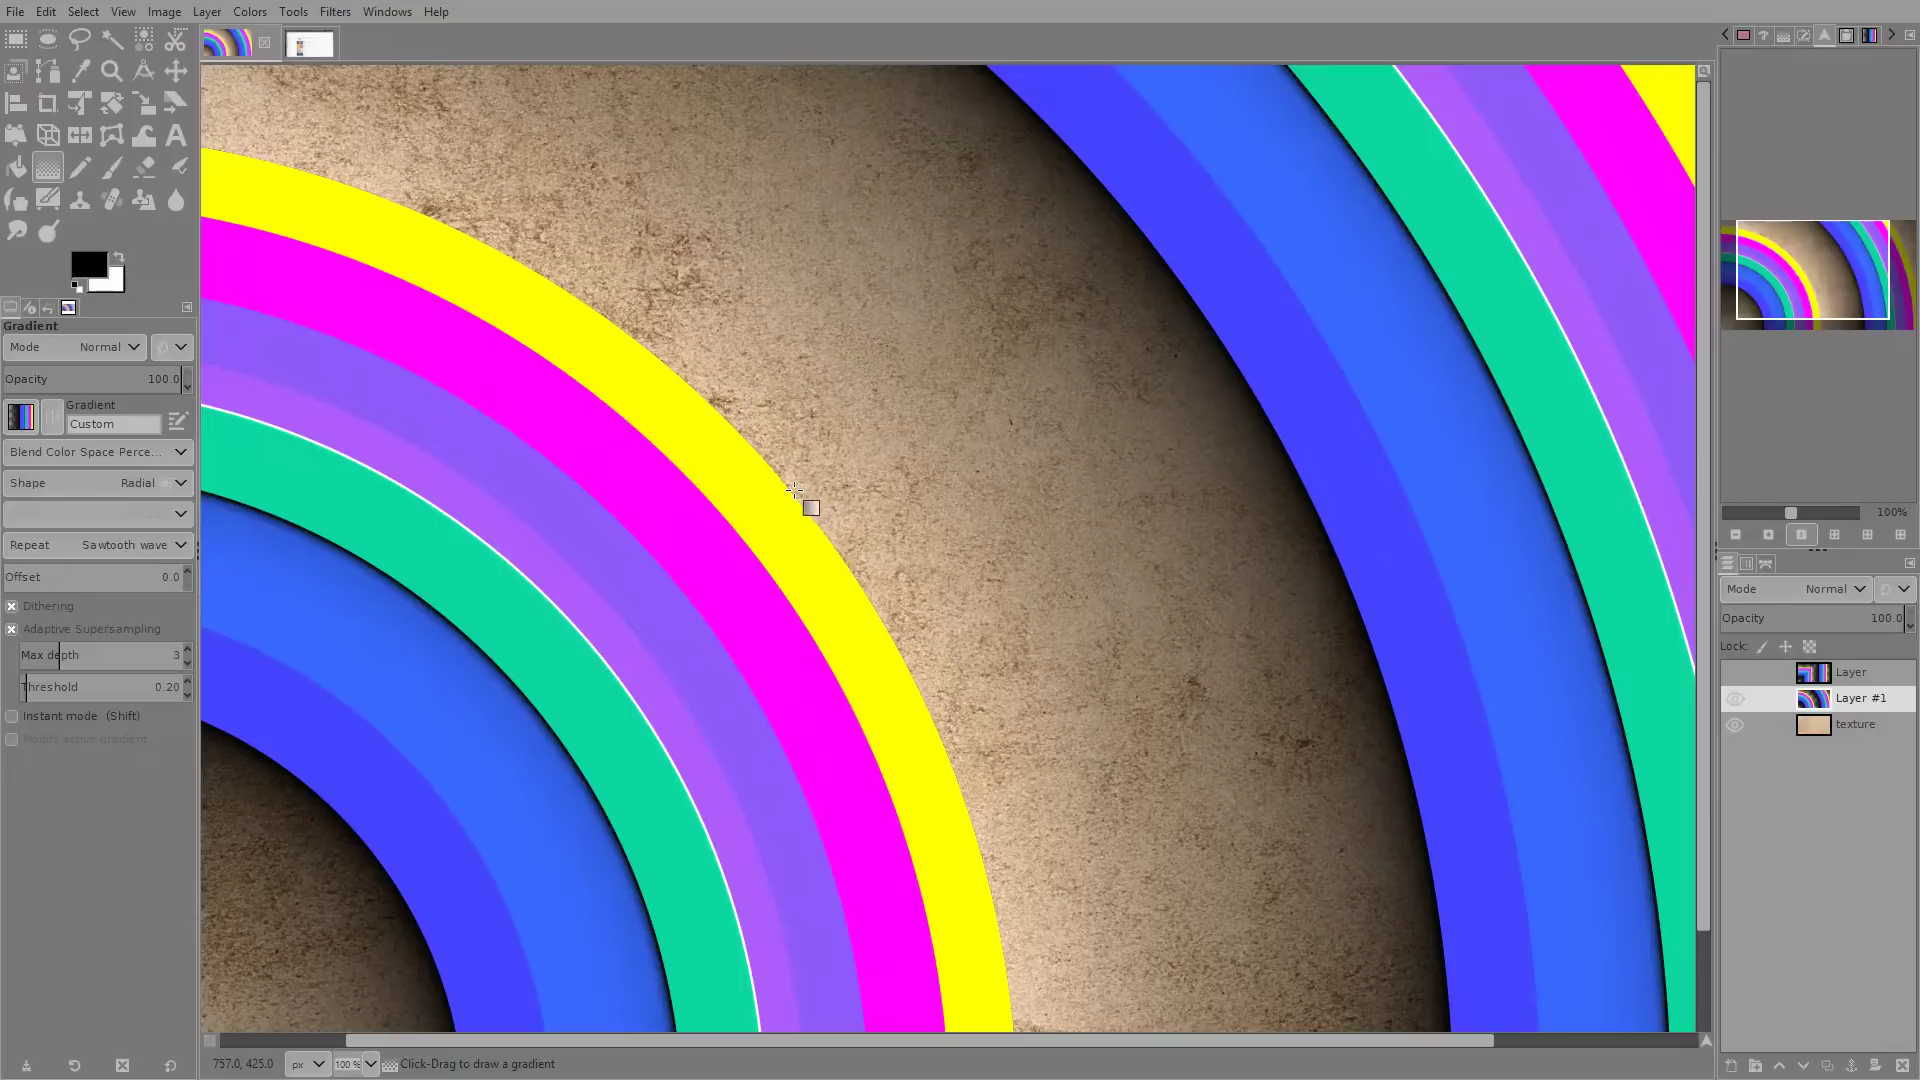 File Edit Select View Image Layer Colors Tools Filters Windows Help
100%
Gradient
Mode Normal
Opacity 100.0
Gradient
Custom
Blend Color Space Perce...
Shape Radial
Repeat Sawtooth wave
Offset 0.0
Dithering
Adaptive Supersampling
Max depth 3
Threshold 0.20
Instant mode (Shift)
Modify active gradient
Mode Normal
Opacity 100.0
Lock:
Layer
Layer #1
texture
757.0, 425.0 px 100 % Click-Drag to draw a gradient